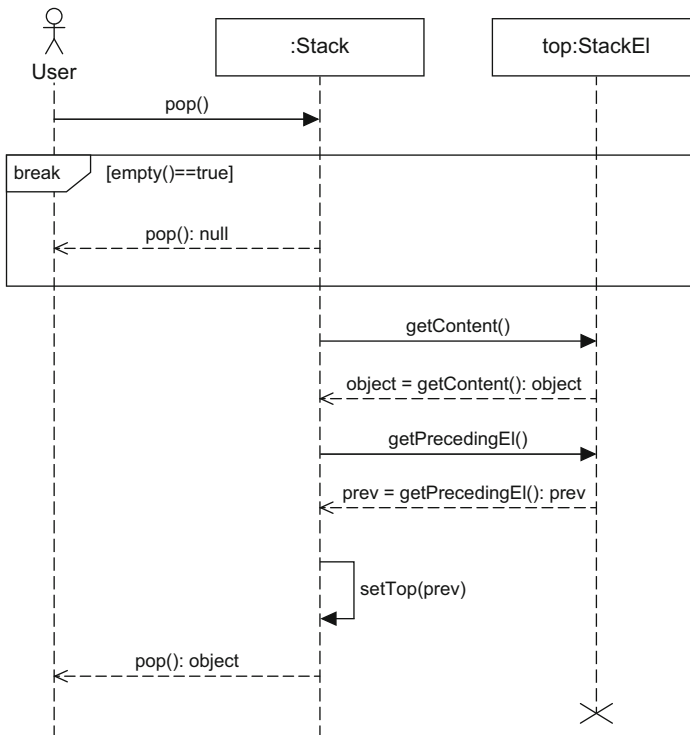 User
:Stack
top:StackEl
pop()
break
[empty()==true]
pop(): null
getContent()
object = getContent(): object
getPrecedingEl()
prev = getPrecedingEl(): prev
setTop(prev)
pop(): object